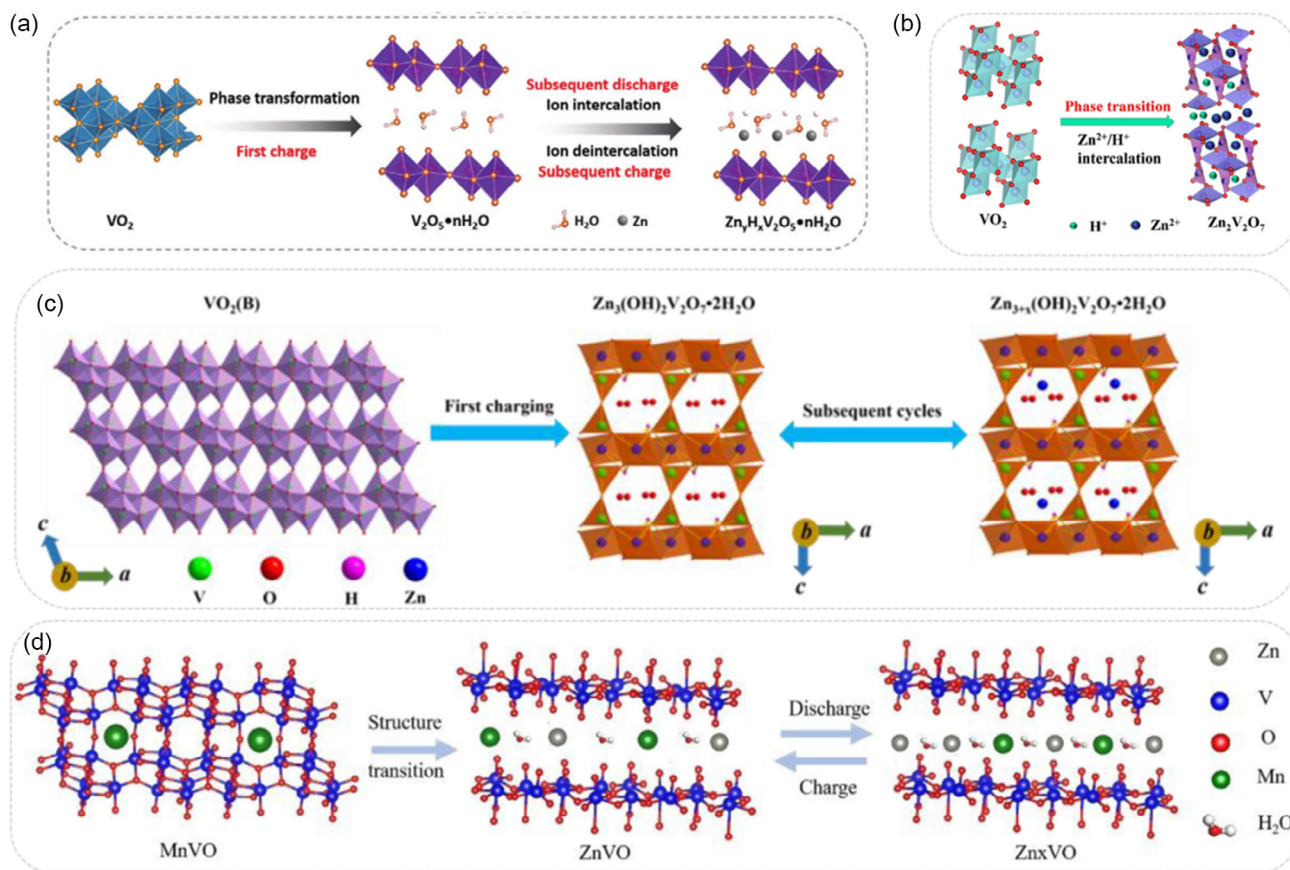 (a)
Phase transformation
First charge
Subsequent discharge
Ion intercalation
Ion deintercalation
Subsequent charge
VO₂
V₂O₅•nH₂O
H₂O
Zn
ZnᵧHₓV₂O₅•nH₂O
(b)
Phase transition
Zn²⁺/H⁺
intercalation
VO₂
H⁺
Zn²⁺
Zn₂V₂O₇
(c)
VO₂(B)
Zn₃(OH)₂V₂O₇•2H₂O
Zn₃₊ₓ(OH)₂V₂O₇•2H₂O
First charging
Subsequent cycles
c
b
a
V
O
H
Zn
b
a
c
b
a
c
(d)
Structure
transition
Discharge
Charge
MnVO
ZnVO
ZnxVO
Zn
V
O
Mn
H₂O